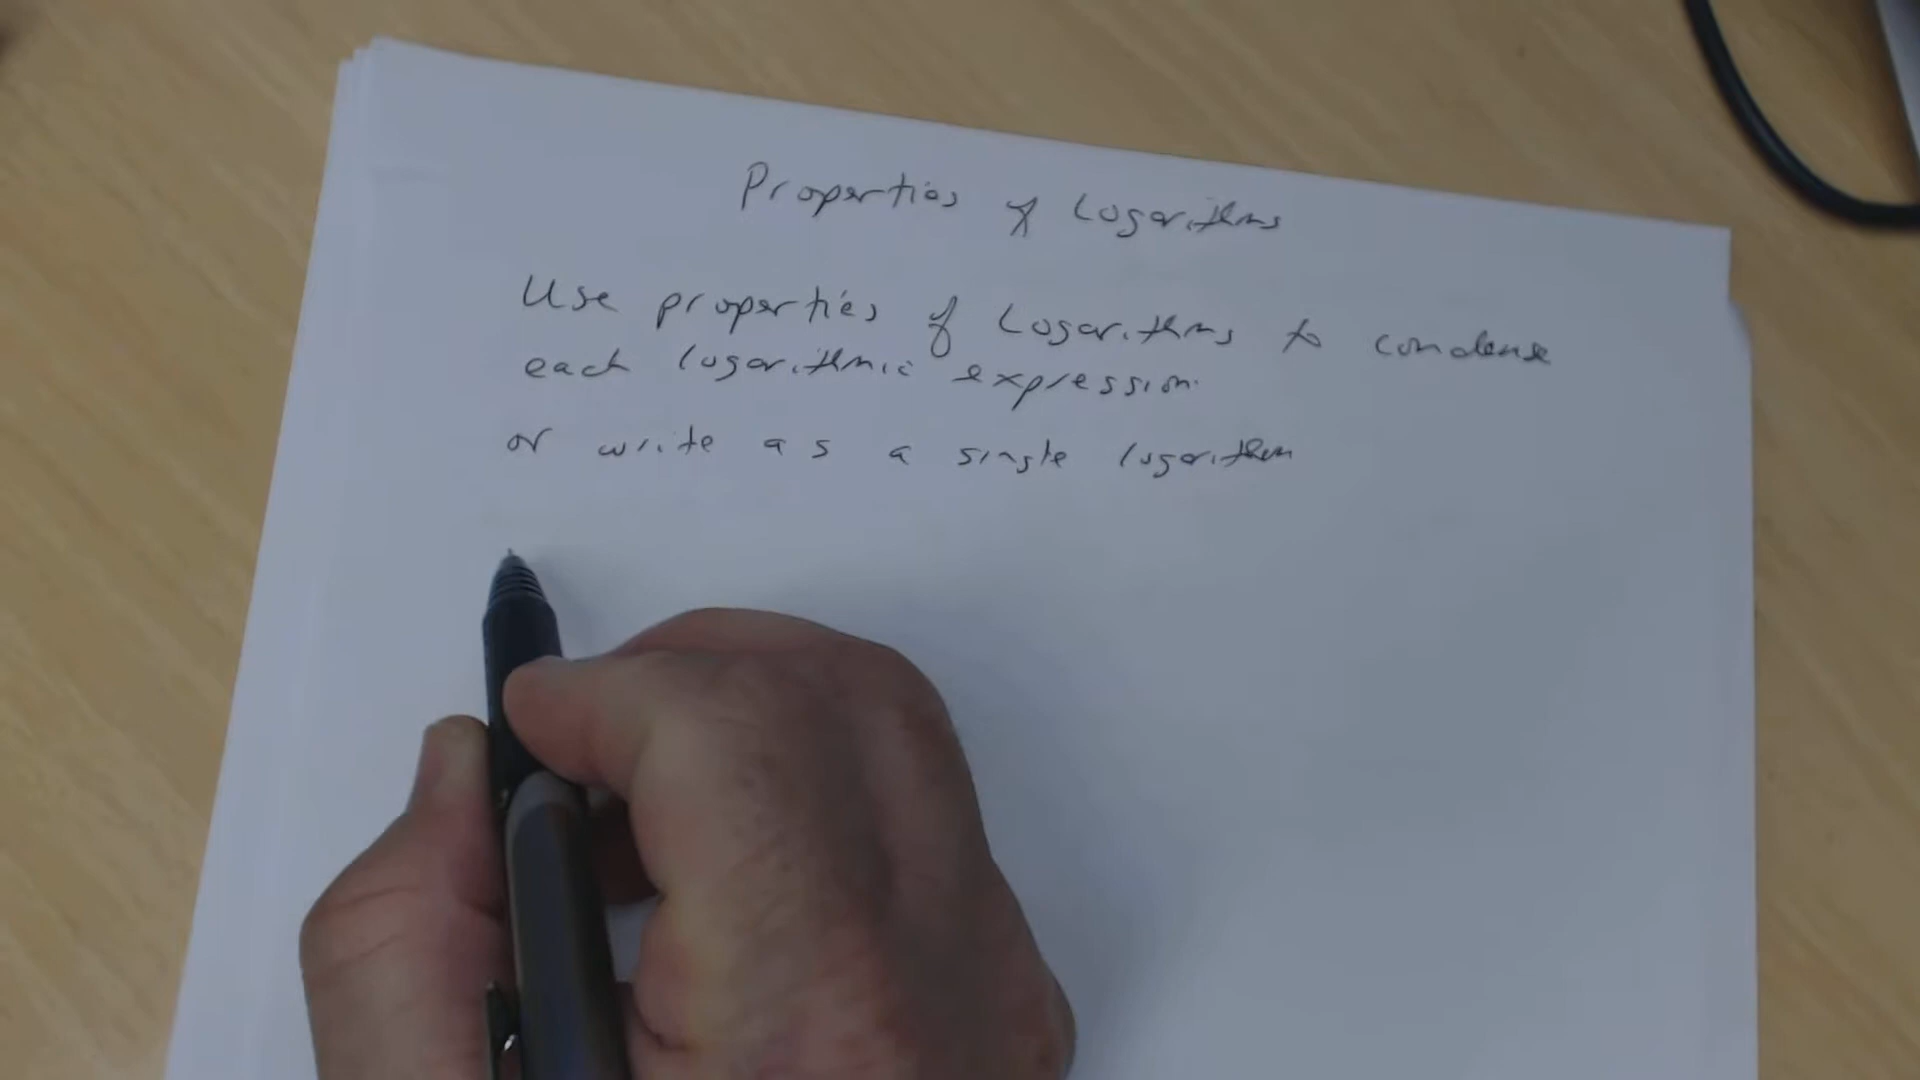 Properties of Logarithms
Use properties of Logarithms to condense
each logarithmic expression.
or write as a single logarithm